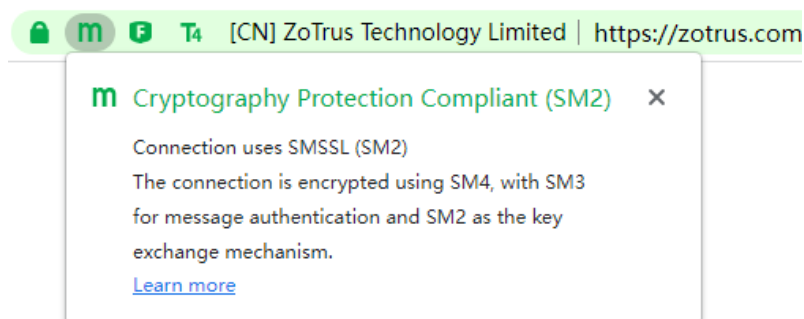 m F T4 [CN] ZoTrus Technology Limited | https://zotrus.com
m Cryptography Protection Compliant (SM2) ×
Connection uses SMSSL (SM2)
The connection is encrypted using SM4, with SM3
for message authentication and SM2 as the key
exchange mechanism.
Learn more